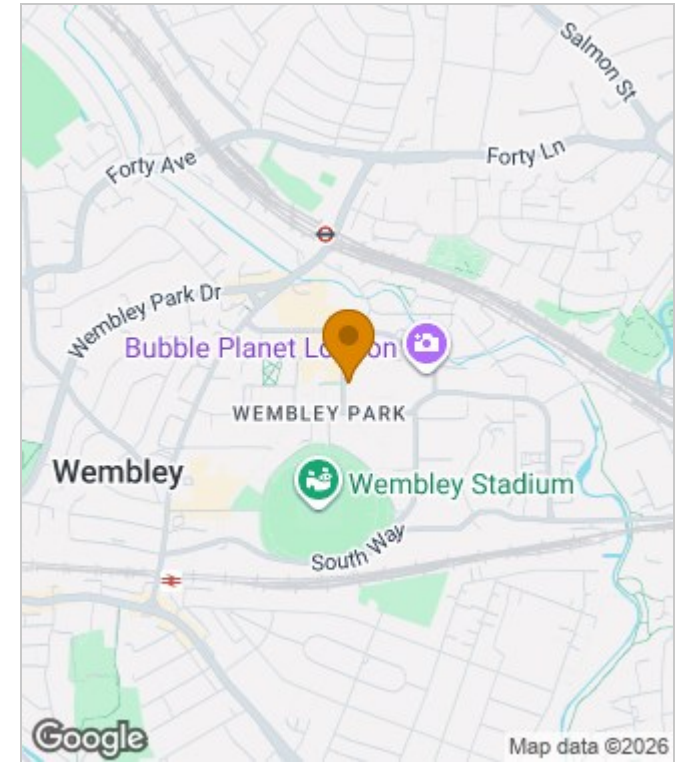 Salmon St
Forty Ave
Forty Ln
Wembley Park Dr
Bubble Planet L on
WEMBLEY PARK
Wembley
Wembley Stadium
South Way
Google
Map data ©2026